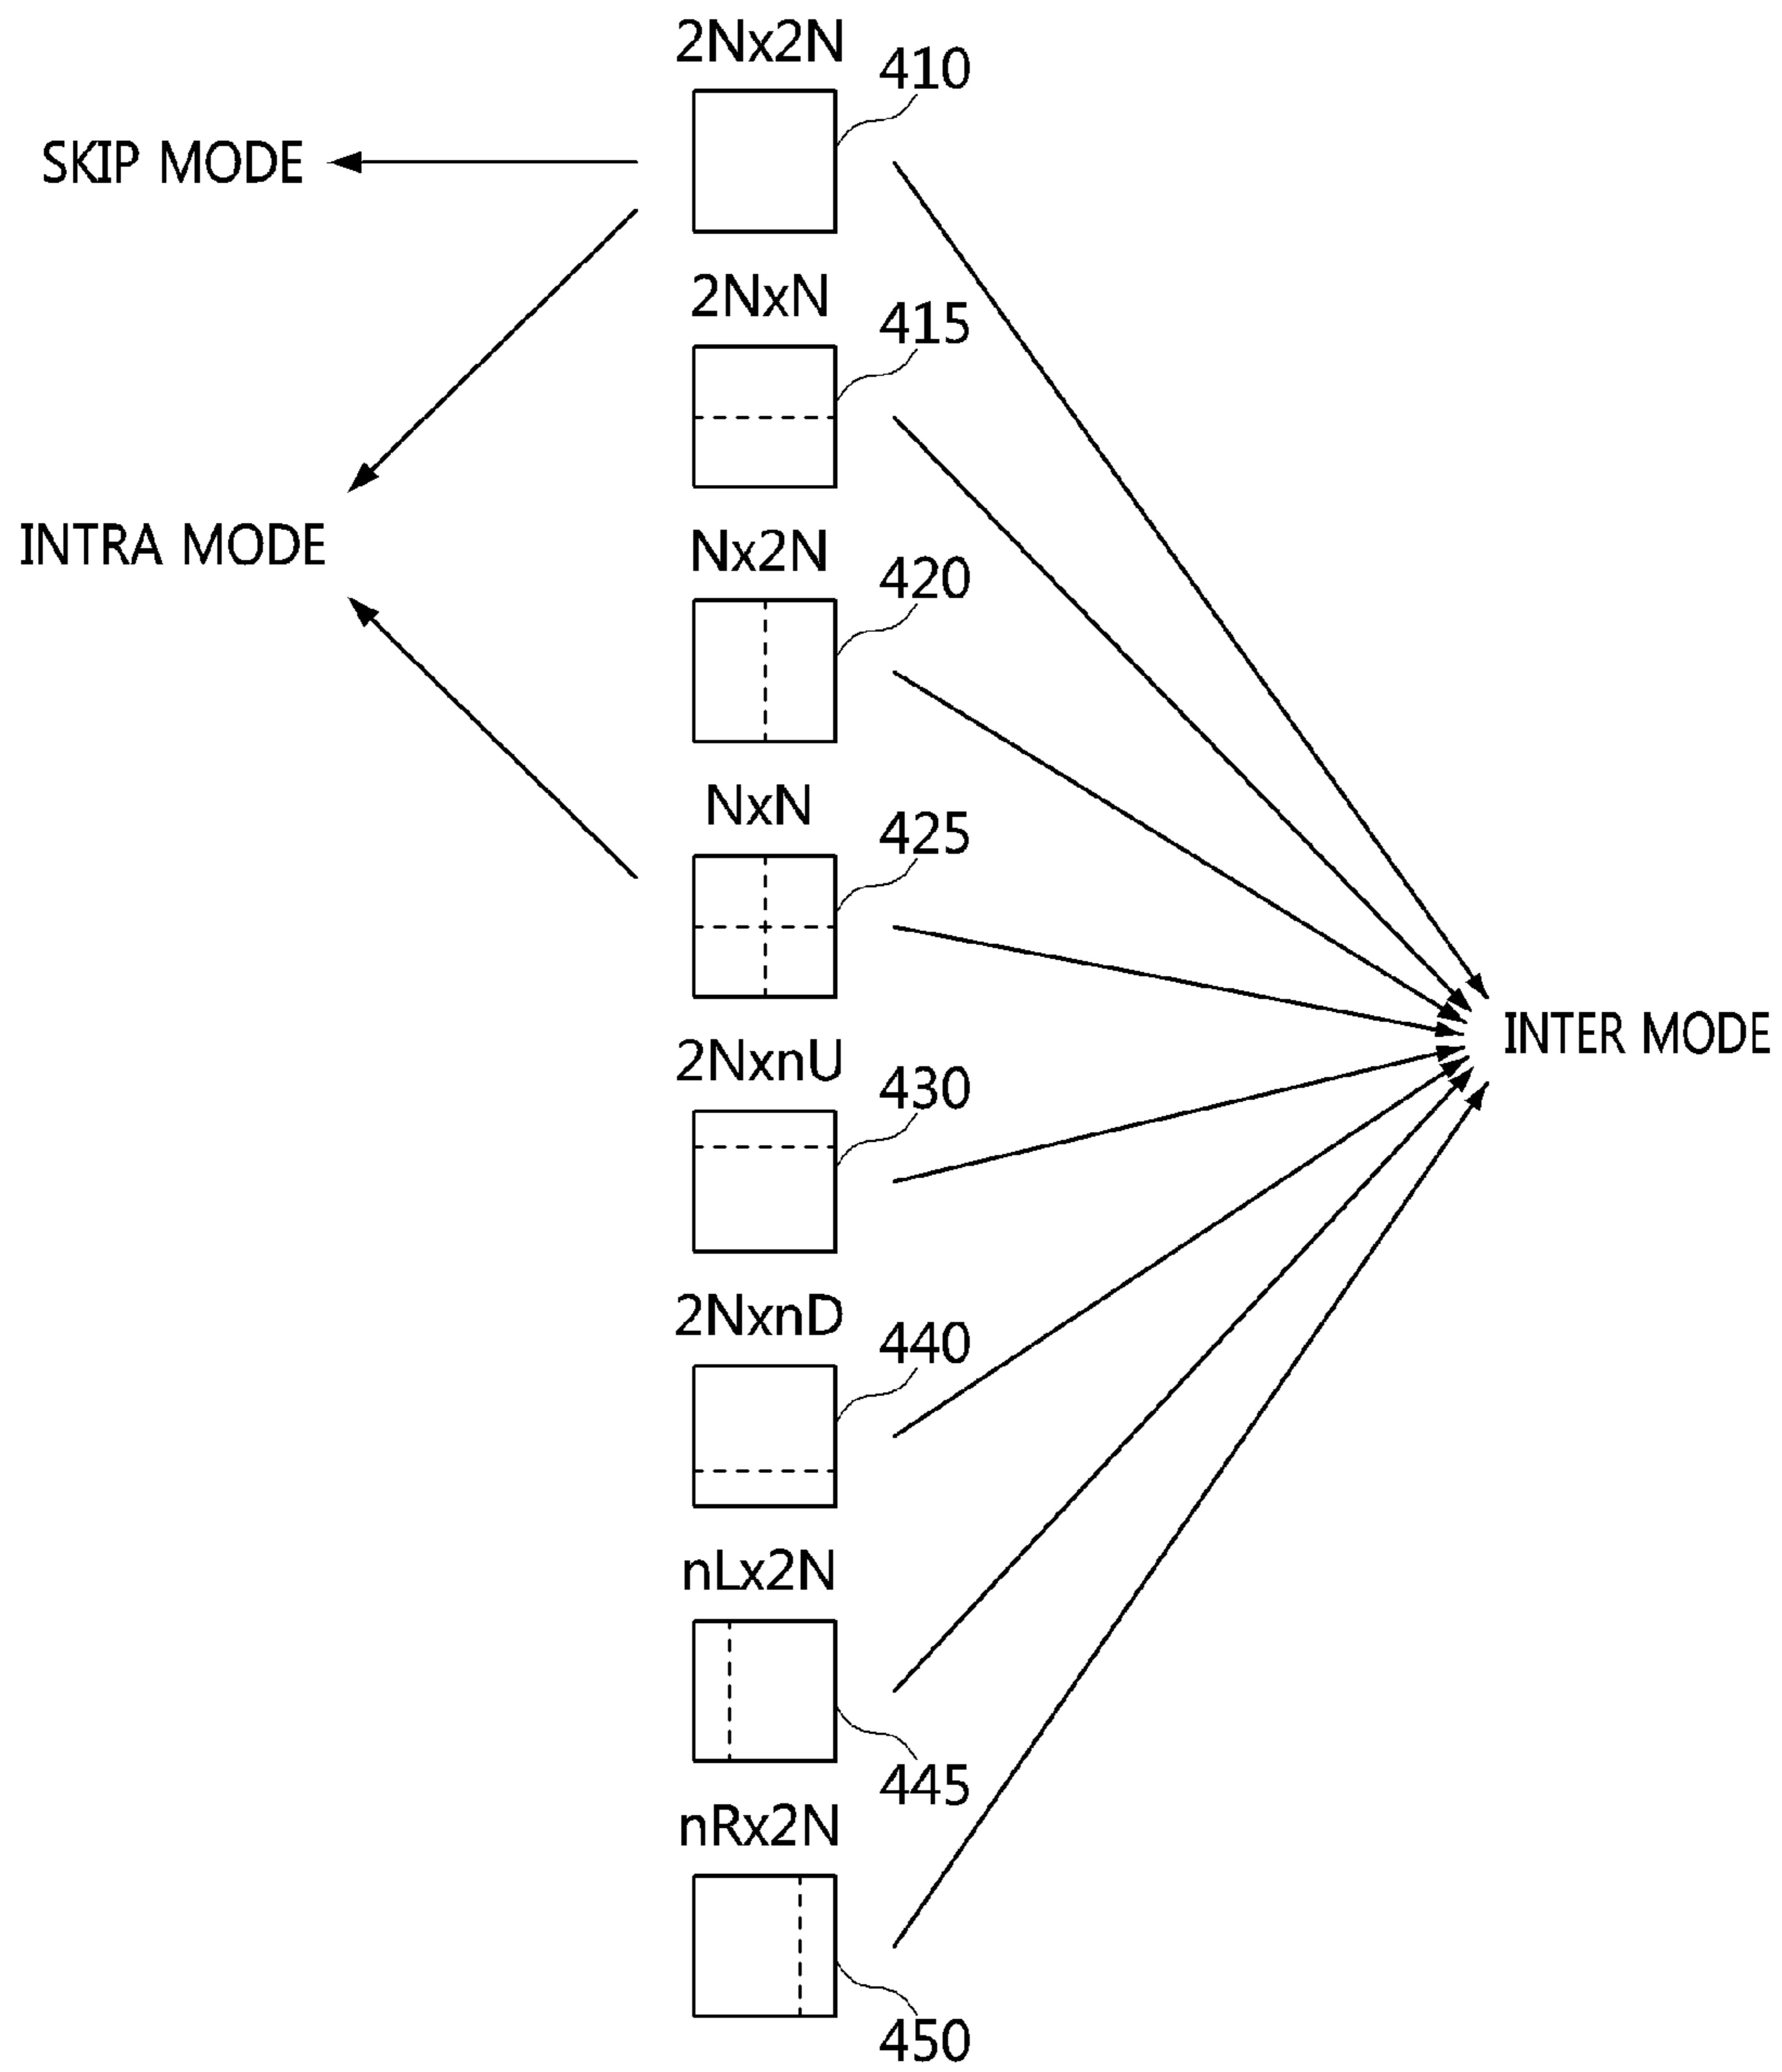 2Nx2N
410
SKIP MODE
2NxN
415
INTRA MODE
Nx2N
420
NxN
425
2NxnU
430
INTER MODE
2NxnD
440
nLx2N
445
nRx2N
450